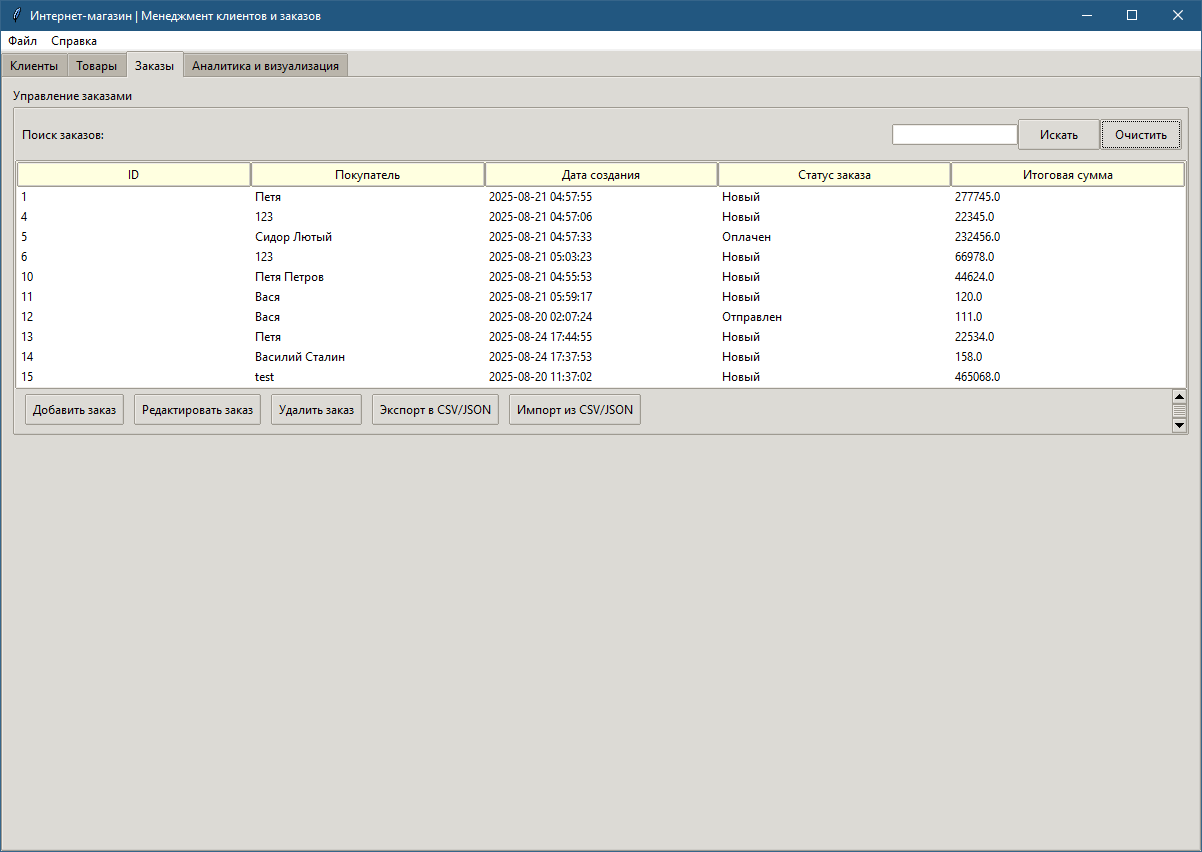 Интернет-магазин | Менеджмент клиентов и заказов
Файл Справка
Клиенты Товары Заказы Аналитика и визуализация
Управление заказами
Поиск заказов: Искать Очистить
ID Покупатель Дата создания Статус заказа Итоговая сумма
1 Петя 2025-08-21 04:57:55 Новый 277745.0
4 123 2025-08-21 04:57:06 Новый 22345.0
5 Сидор Лютый 2025-08-21 04:57:33 Оплачен 232456.0
6 123 2025-08-21 05:03:23 Новый 66978.0
10 Петя Петров 2025-08-21 04:55:53 Новый 44624.0
11 Вася 2025-08-21 05:59:17 Новый 120.0
12 Вася 2025-08-20 02:07:24 Отправлен 111.0
13 Петя 2025-08-24 17:44:55 Новый 22534.0
14 Василий Сталин 2025-08-24 17:37:53 Новый 158.0
15 test 2025-08-20 11:37:02 Новый 465068.0
Добавить заказ Редактировать заказ Удалить заказ Экспорт в CSV/JSON Импорт из CSV/JSON